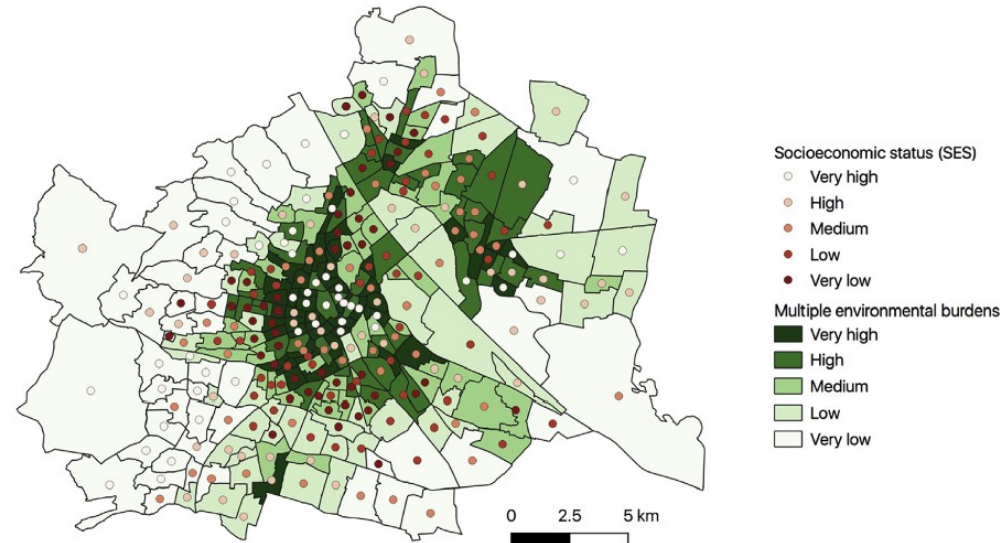 Socioeconomic status (SES)
Very high
High
Medium
Low
Very low
Multiple environmental burdens
Very high
High
Medium
Low
Very low
0 2.5 5 km